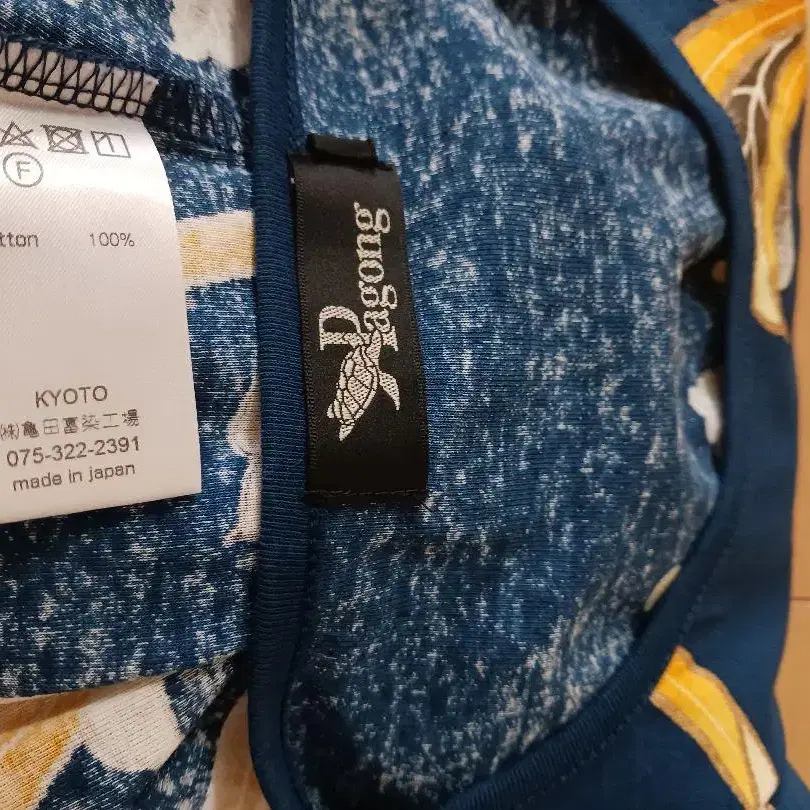 F
tton 100%
KYOTO
㈱亀田富染工場
075-322-2391
made in japan
Pagong